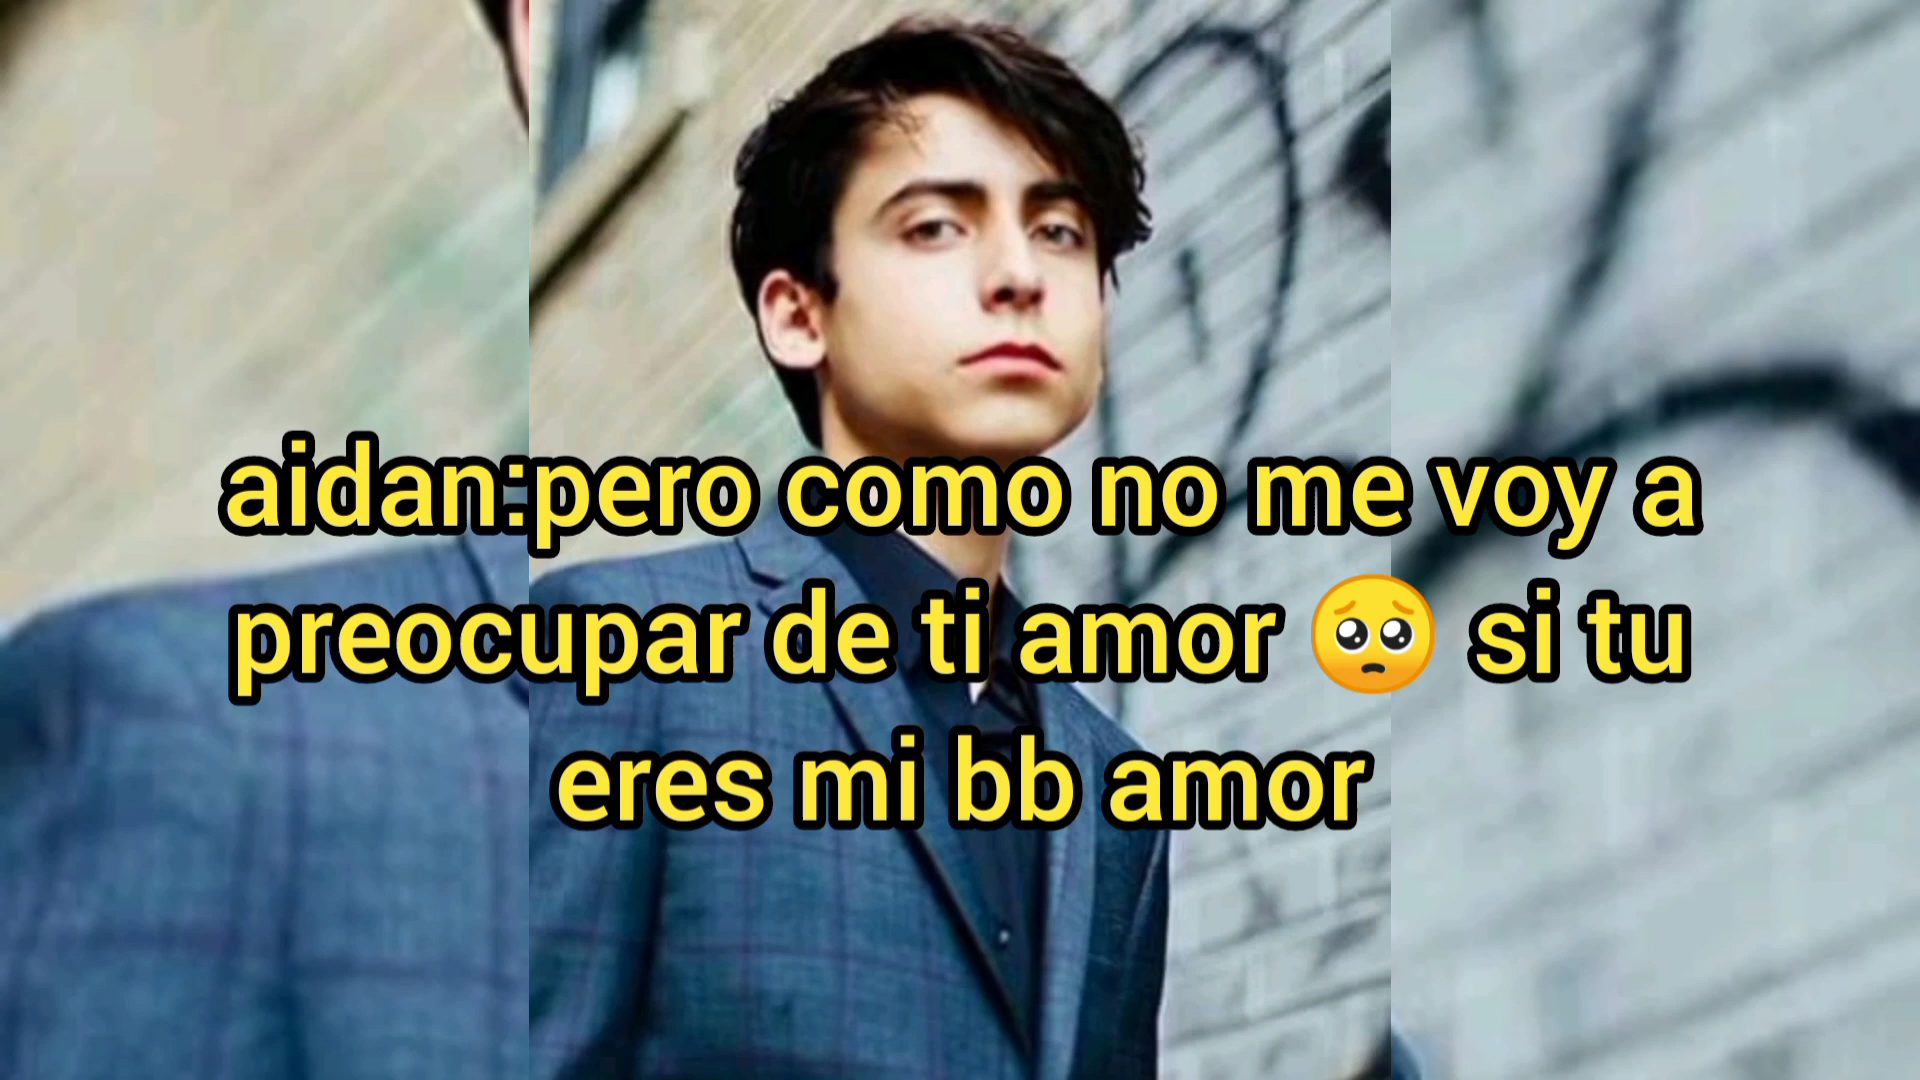 aidan:pero como no me voy a
preocupar de ti amor 🥺 si tu
eres mi bb amor